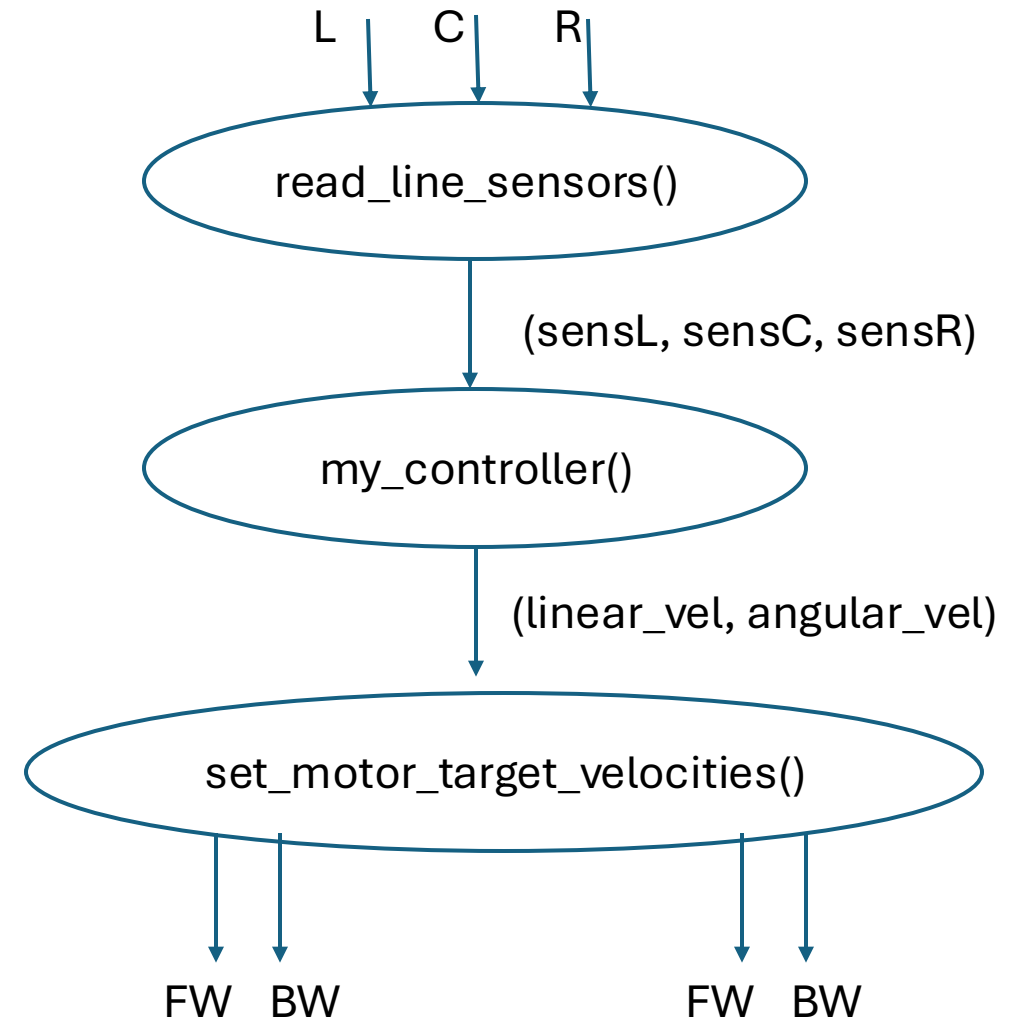 L C R
read_line_sensors()
(sensL, sensC, sensR)
my_controller()
(linear_vel, angular_vel)
set_motor_target_velocities()
FW BW FW BW